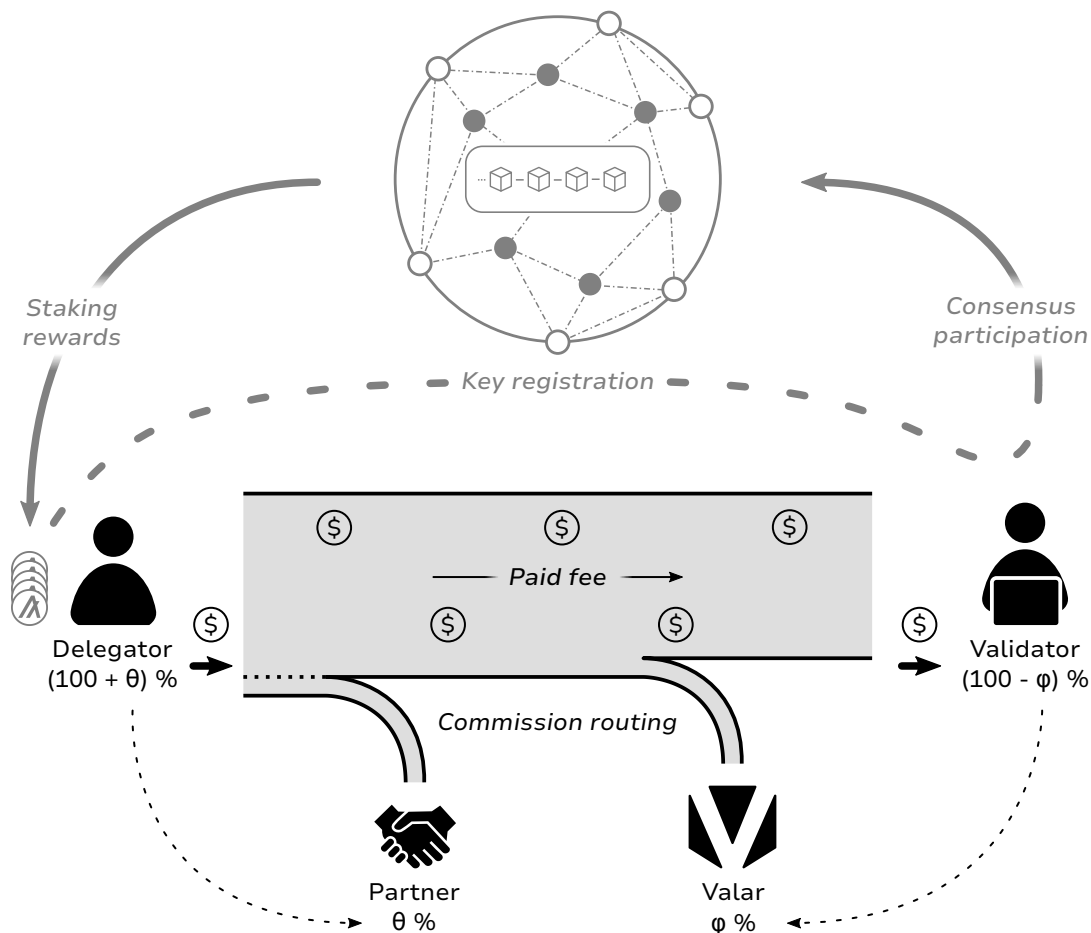 Staking
rewards
Consensus
participation
Key registration
$ $ $
Paid fee
$ $ $ $
Delegator
(100 + θ) %
Validator
(100 - φ) %
Commission routing
Partner
θ %
Valar
φ %